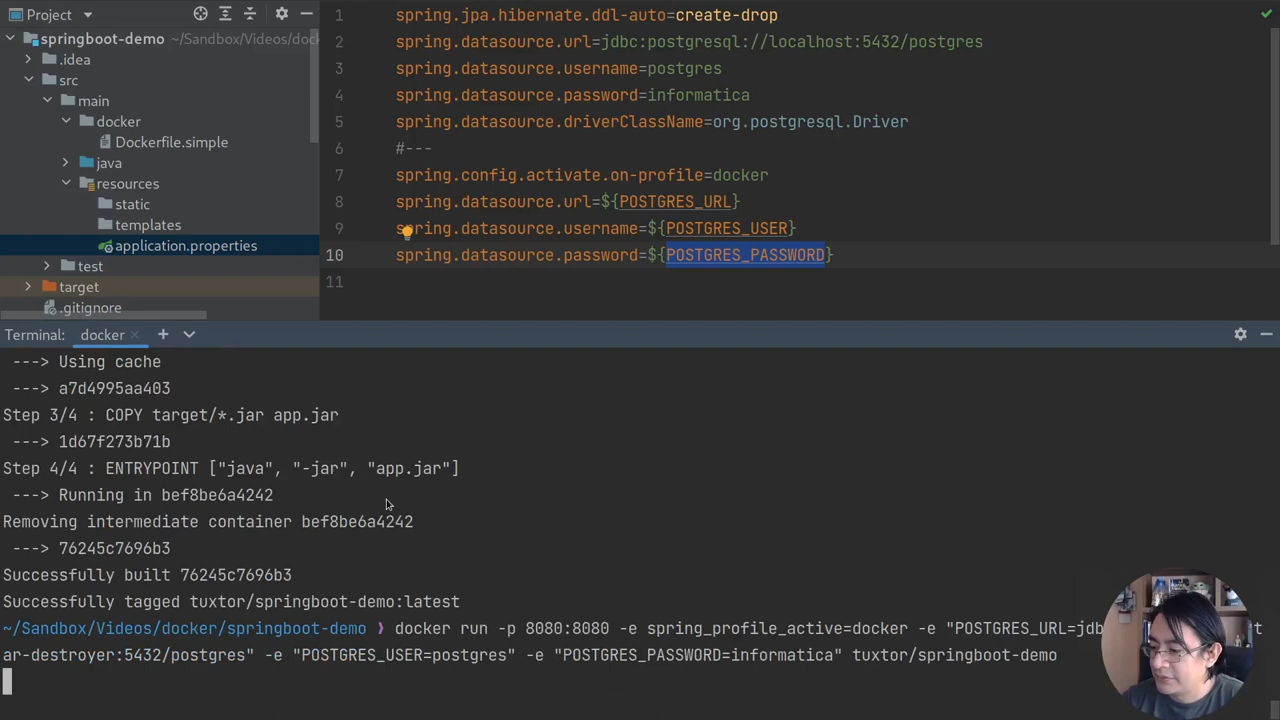 Project
springboot-demo ~/Sandbox/Videos/dock
.idea
src
main
docker
Dockerfile.simple
java
resources
static
templates
application.properties
test
target
.gitignore
1 spring.jpa.hibernate.ddl-auto=create-drop
2 spring.datasource.url=jdbc:postgresql://localhost:5432/postgres
3 spring.datasource.username=postgres
4 spring.datasource.password=informatica
5 spring.datasource.driverClassName=org.postgresql.Driver
6 #---
7 spring.config.activate.on-profile=docker
8 spring.datasource.url=${POSTGRES_URL}
9 spring.datasource.username=${POSTGRES_USER}
10 spring.datasource.password=${POSTGRES_PASSWORD}
11
Terminal: docker
---> Using cache
---> a7d4995aa403
Step 3/4 : COPY target/*.jar app.jar
---> 1d67f273b71b
Step 4/4 : ENTRYPOINT ["java", "-jar", "app.jar"]
---> Running in bef8be6a4242
Removing intermediate container bef8be6a4242
---> 76245c7696b3
Successfully built 76245c7696b3
Successfully tagged tuxtor/springboot-demo:latest
~/Sandbox/Videos/docker/springboot-demo ❯ docker run -p 8080:8080 -e spring_profile_active=docker -e "POSTGRES_URL=jdb t
ar-destroyer:5432/postgres" -e "POSTGRES_USER=postgres" -e "POSTGRES_PASSWORD=informatica" tuxtor/springboot-demo